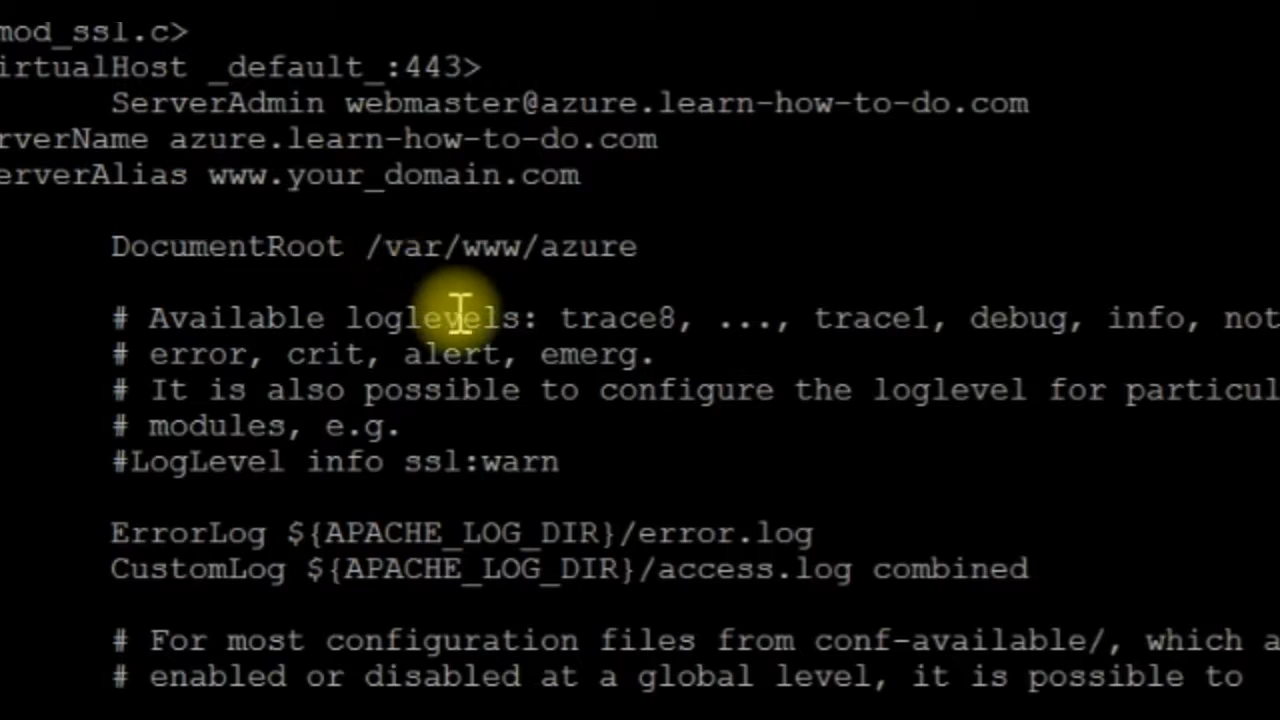 mod_ssl.c>
irtualHost _default_:443>
ServerAdmin webmaster@azure.learn-how-to-do.com
rverName azure.learn-how-to-do.com
erverAlias www.your_domain.com
DocumentRoot /var/www/azure
# Available loglevels: trace8, ..., trace1, debug, info, not
# error, crit, alert, emerg.
# It is also possible to configure the loglevel for particul
# modules, e.g.
#LogLevel info ssl:warn
ErrorLog ${APACHE_LOG_DIR}/error.log
CustomLog ${APACHE_LOG_DIR}/access.log combined
# For most configuration files from conf-available/, which a
# enabled or disabled at a global level, it is possible to